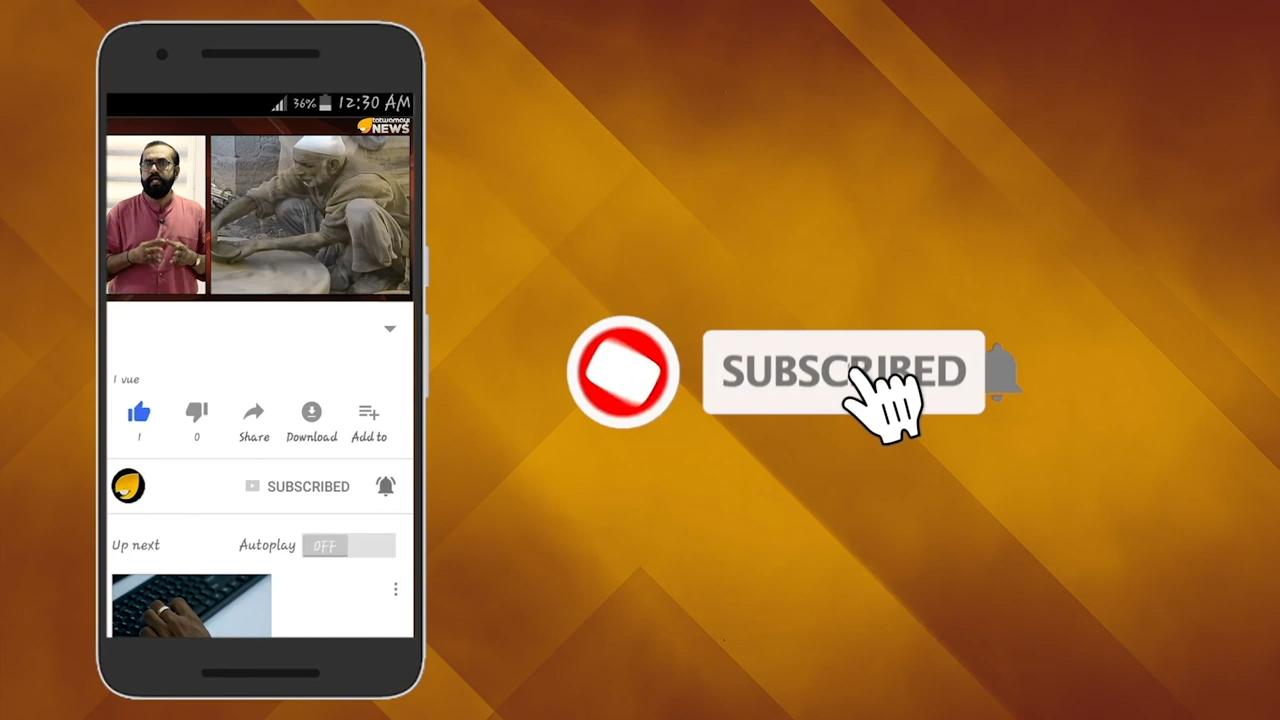 36% 12:30 AM
tatwamayi
NEWS
1 vue
1 0 Share Download Add to
SUBSCRIBED
Up next Autoplay OFF
SUBSCRIBED